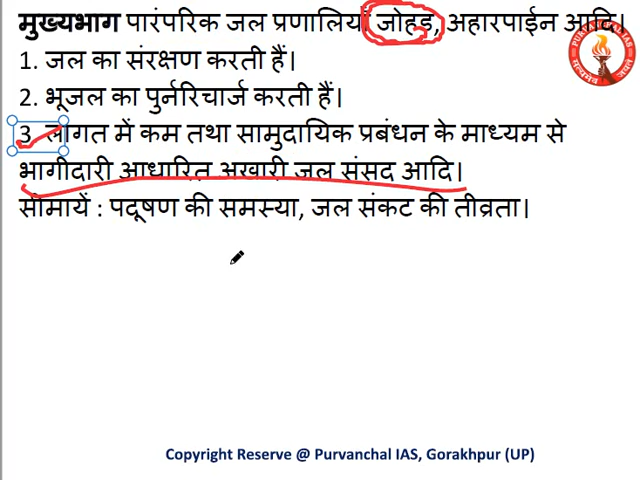 मुख्यभाग पारंपरिक जल प्रणालियाँ जोहड़, अहारपाईन आदि।
1. जल का संरक्षण करती हैं।
2. भूजल का पुर्नरिचार्ज करती हैं।
3. लागत में कम तथा सामुदायिक प्रबंधन के माध्यम से
भागीदारी आधारित अखारी जल संसद आदि।
सीमायें : पदूषण की समस्या, जल संकट की तीव्रता।
Copyright Reserve @ Purvanchal IAS, Gorakhpur (UP)